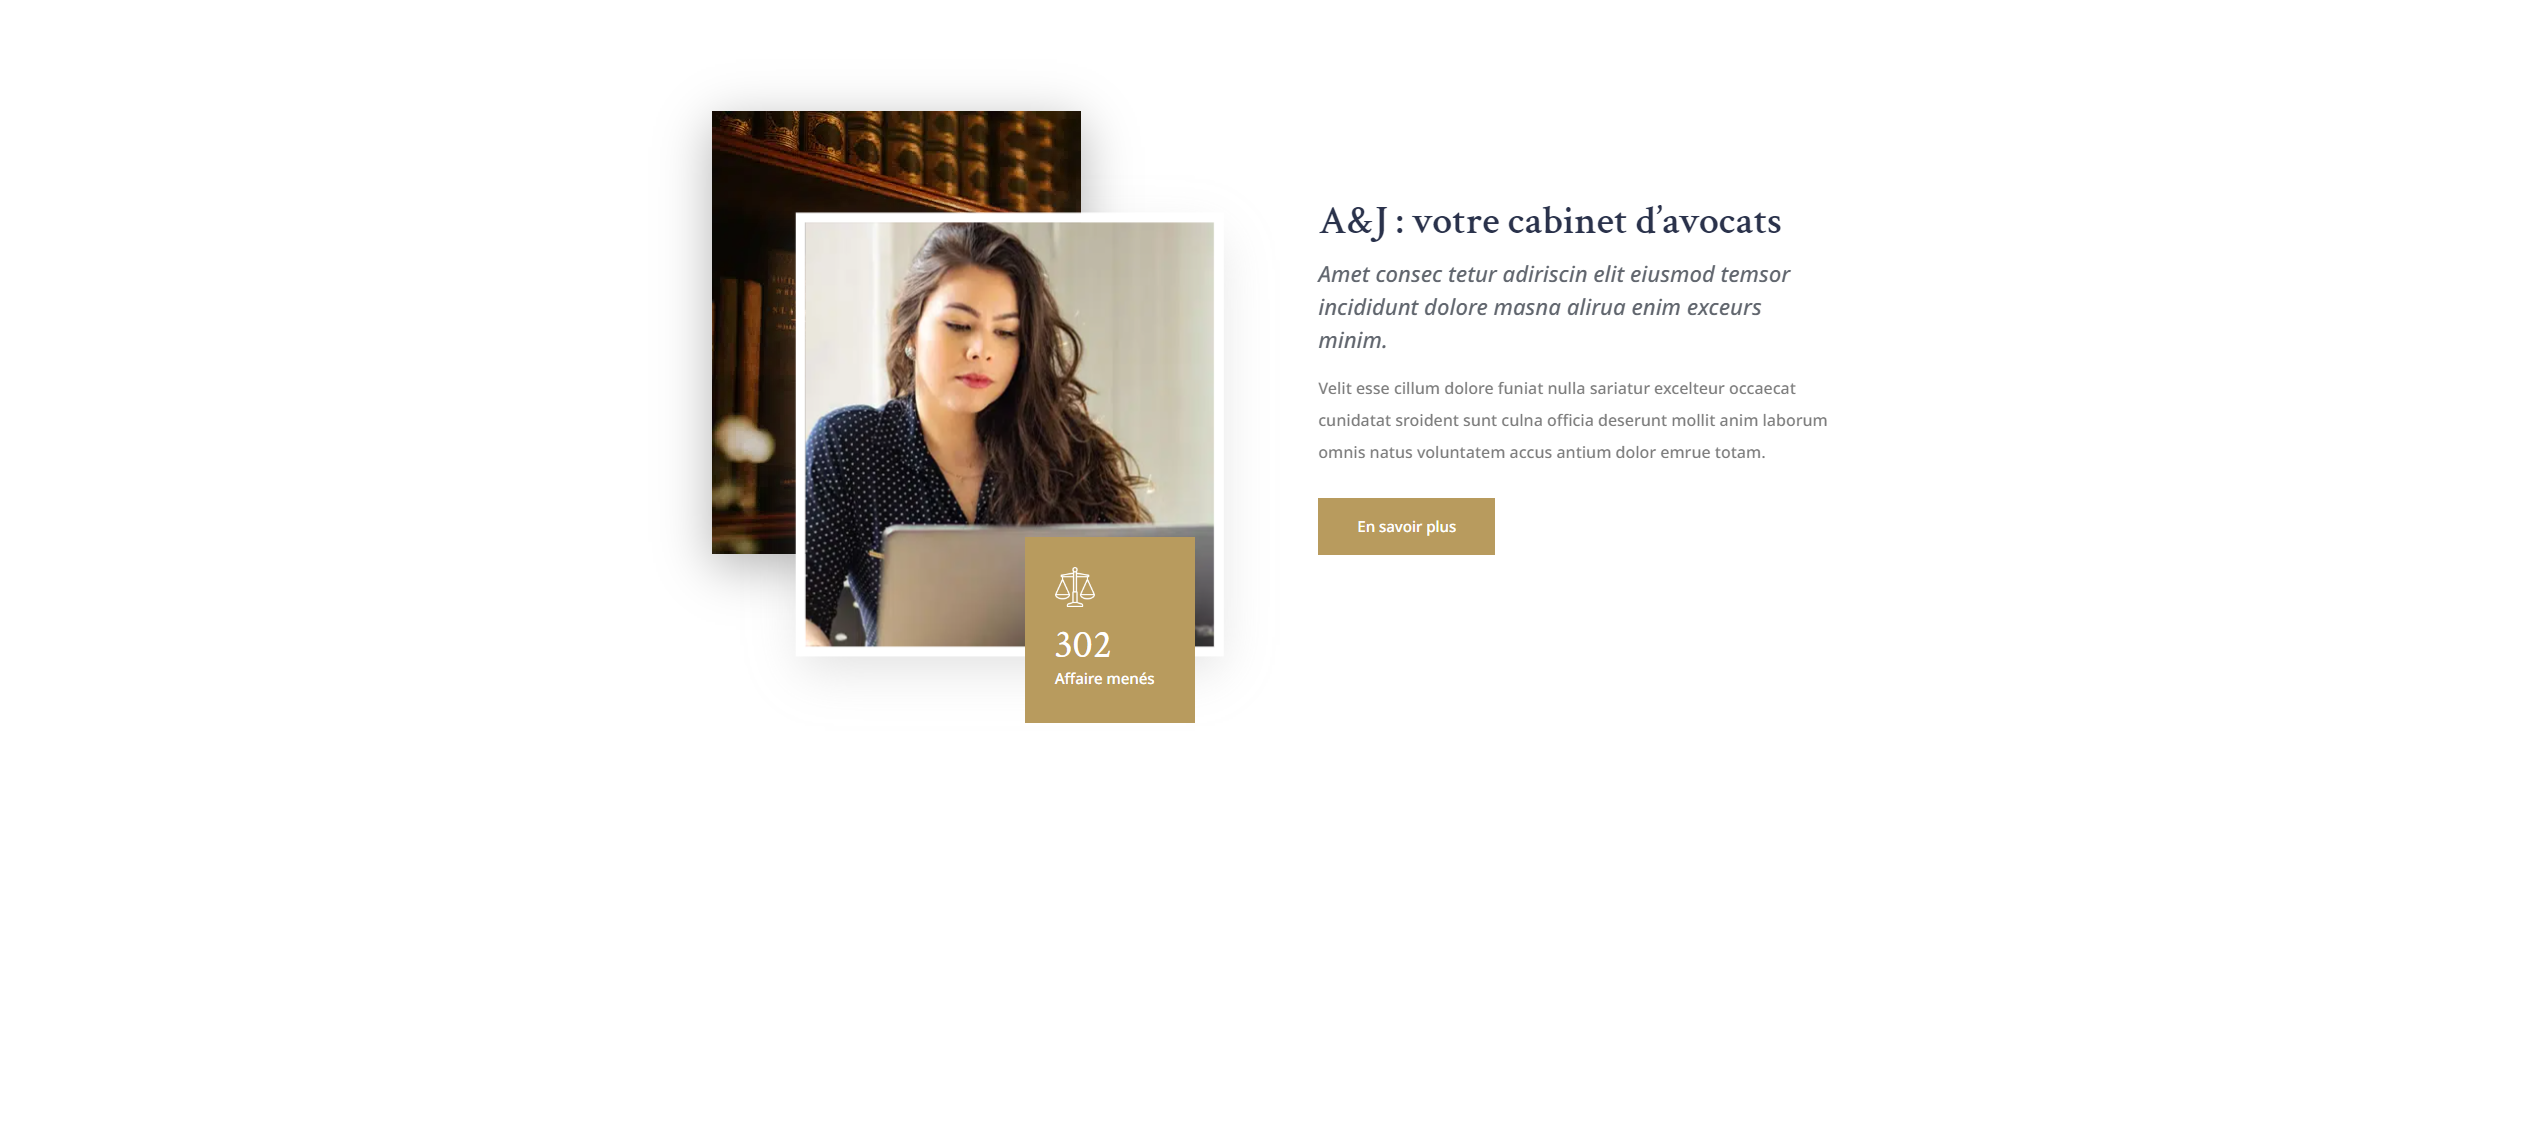 A&J : votre cabinet d’avocats
Amet consec tetur adiriscin elit eiusmod temsor
incididunt dolore masna alirua enim exceurs
minim.
Velit esse cillum dolore funiat nulla sariatur excelteur occaecat
cunidatat sroident sunt culna officia deserunt mollit anim laborum
omnis natus voluntatem accus antium dolor emrue totam.
En savoir plus
302
Affaire menés